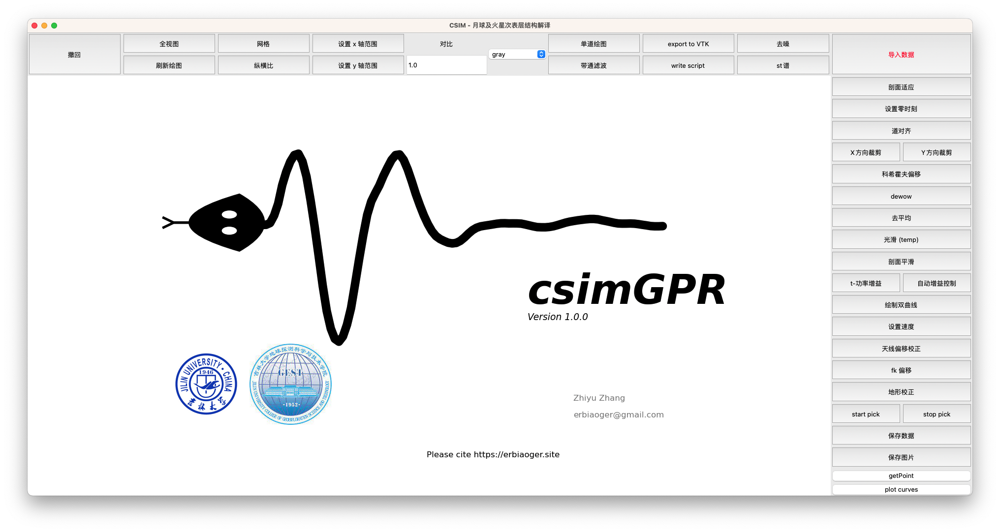 CSIM - 月球及火星次表层结构解译
撤回
全视图
网格
设置 x 轴范围
对比
gray
单道绘图
export to VTK
去噪
导入数据
刷新绘图
纵横比
设置 y 轴范围
1.0
带通滤波
write script
st 谱
剖面适应
设置零时刻
道对齐
X 方向裁剪
Y 方向裁剪
科希霍夫偏移
dewow
去平均
光滑 (temp)
剖面平滑
t-功率增益
自动增益控制
绘制双曲线
设置速度
天线偏移校正
fk 偏移
地形校正
start pick
stop pick
保存数据
保存图片
getPoint
plot curves
csimGPR
Version 1.0.0
JILIN UNIVERSITY · CHINA
1946
吉林大学
吉林大学地球探测科学与技术学院
GEST
-1952-
JILIN UNIVERSITY COLLEGE OF GEOEXPLORATION SCIENCE AND TECHNOLOGY
Zhiyu Zhang
erbiaoger@gmail.com
Please cite https://erbiaoger.site